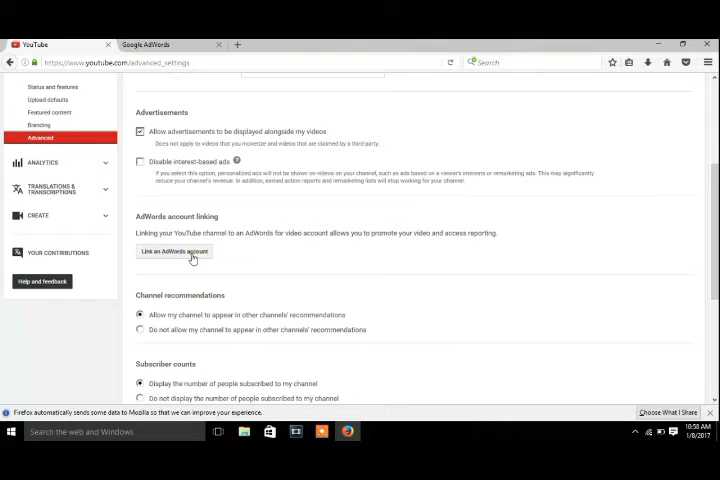 YouTube
Google AdWords
https://www.youtube.com/advanced_settings
Search
Status and features
Upload defaults
Featured content
Branding
Advanced
ANALYTICS
TRANSLATIONS &
TRANSCRIPTIONS
CREATE
YOUR CONTRIBUTIONS
Help and feedback
Advertisements
Allow advertisements to be displayed alongside my videos
Does not apply to videos that you monetize and videos that are claimed by a third-party.
Disable interest-based ads
If you select this option, personalized ads will not be shown on videos on your channel, such as ads based on a viewer's interests or remarketing ads. This may significantly
reduce your channel's revenue. In addition, earned action reports and remarketing lists will stop working for your channel.
AdWords account linking
Linking your YouTube channel to an AdWords for video account allows you to promote your video and access reporting.
Link an AdWords account
Channel recommendations
Allow my channel to appear in other channels' recommendations
Do not allow my channel to appear in other channels' recommendations
Subscriber counts
Display the number of people subscribed to my channel
Do not display the number of people subscribed to my channel
Firefox automatically sends some data to Mozilla so that we can improve your experience.
Choose What I Share
Search the web and Windows
10:58 AM
1/8/2017